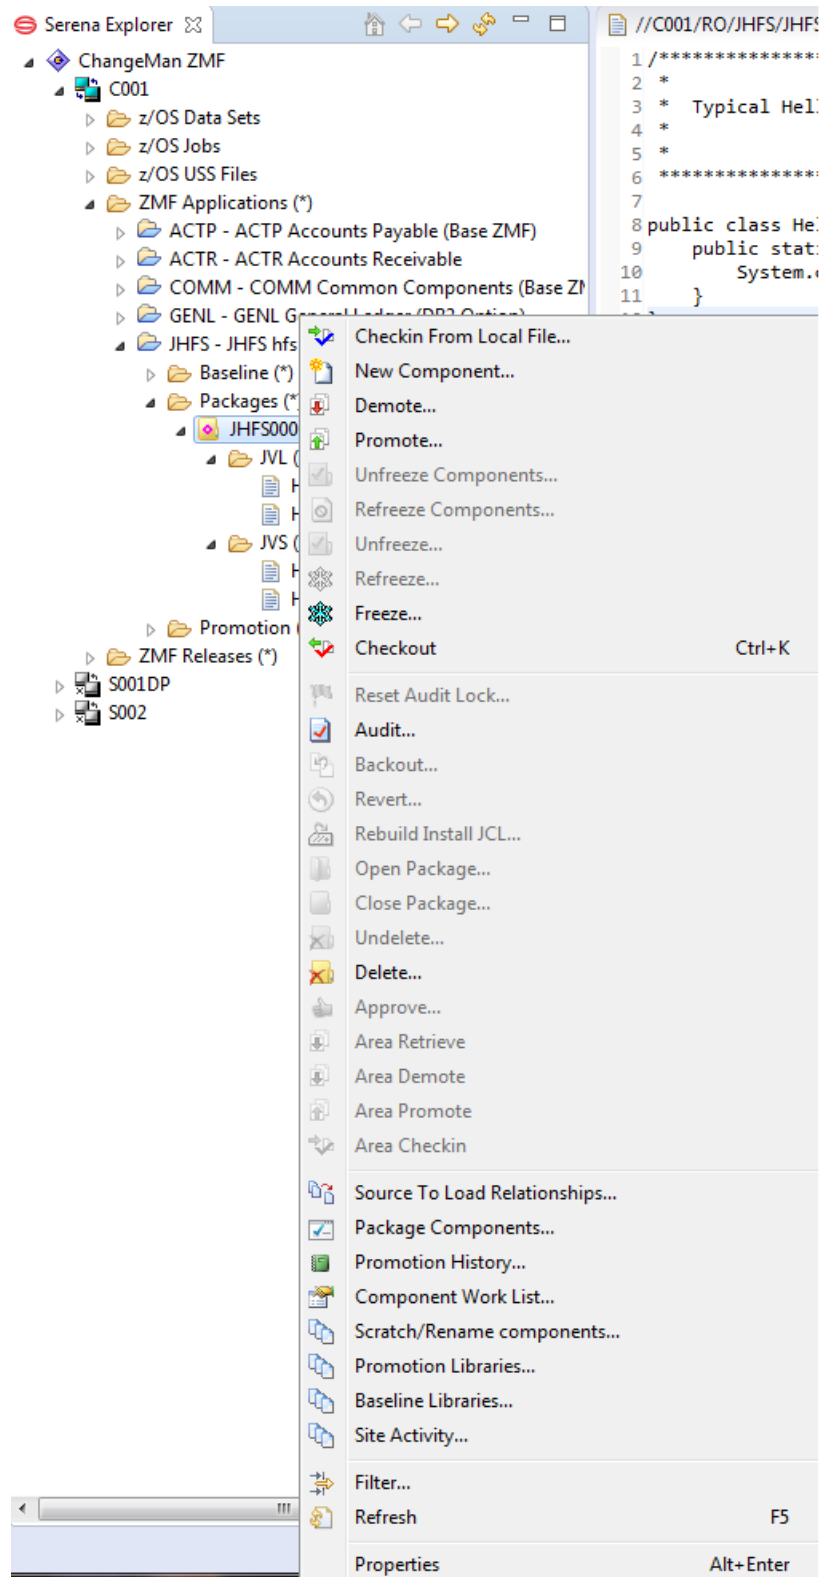 Serena Explorer
//C001/RO/JHFS/JHFS
ChangeMan ZMF
C001
z/OS Data Sets
z/OS Jobs
z/OS USS Files
ZMF Applications (*)
ACTP - ACTP Accounts Payable (Base ZMF)
ACTR - ACTR Accounts Receivable
COMM - COMM Common Components (Base ZM
GENL - GENL General Ledger (DB2 Option)
JHFS - JHFS hfs
Baseline (*)
Packages (*
JHFS000
JVL (
H
H
JVS (
H
H
Promotion (
ZMF Releases (*)
S001DP
S002
1 /***************
2 *
3 * Typical Hell
4 *
5 *
6 ***************
7
8 public class Hel
9 public stati
10 System.o
11 }
Checkin From Local File...
New Component...
Demote...
Promote...
Unfreeze Components...
Refreeze Components...
Unfreeze...
Refreeze...
Freeze...
Checkout Ctrl+K
Reset Audit Lock...
Audit...
Backout...
Revert...
Rebuild Install JCL...
Open Package...
Close Package...
Undelete...
Delete...
Approve...
Area Retrieve
Area Demote
Area Promote
Area Checkin
Source To Load Relationships...
Package Components...
Promotion History...
Component Work List...
Scratch/Rename components...
Promotion Libraries...
Baseline Libraries...
Site Activity...
Filter...
Refresh F5
Properties Alt+Enter